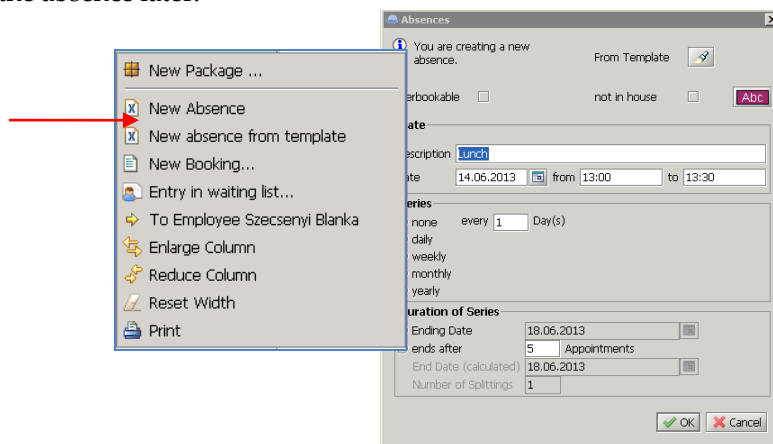 the absence later.
New Package ...
New Absence
New absence from template
New Booking...
Entry in waiting list...
To Employee Szecsenyi Blanka
Enlarge Column
Reduce Column
Reset Width
Print
Absences
You are creating a new
absence.
From Template
erbookable
not in house
Abc
ate
escription Lunch
ate 14.06.2013 from 13:00 to 13:30
eries
none every 1 Day(s)
daily
weekly
monthly
yearly
uration of Series
Ending Date 18.06.2013
ends after 5 Appointments
End Date (calculated) 18.06.2013
Number of Splittings 1
OK Cancel